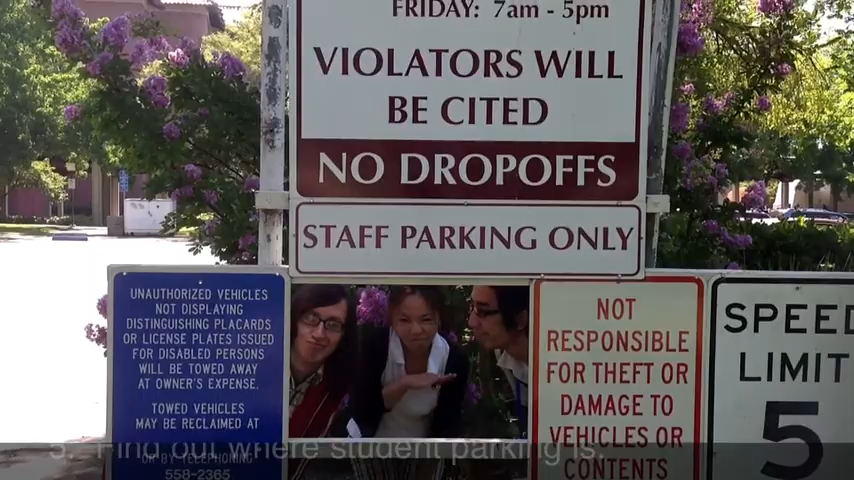 FRIDAY: 7am - 5pm
VIOLATORS WILL
BE CITED
NO DROPOFFS
STAFF PARKING ONLY
UNAUTHORIZED VEHICLES
NOT DISPLAYING
DISTINGUISHING PLACARDS
OR LICENSE PLATES ISSUED
FOR DISABLED PERSONS
WILL BE TOWED AWAY
AT OWNER'S EXPENSE.
TOWED VEHICLES
MAY BE RECLAIMED AT
OR BY TELEPHONING
558-2365
NOT
RESPONSIBLE
FOR THEFT OR
DAMAGE TO
VEHICLES OR
CONTENTS
SPEED
LIMIT
5
Find out where student parking is.